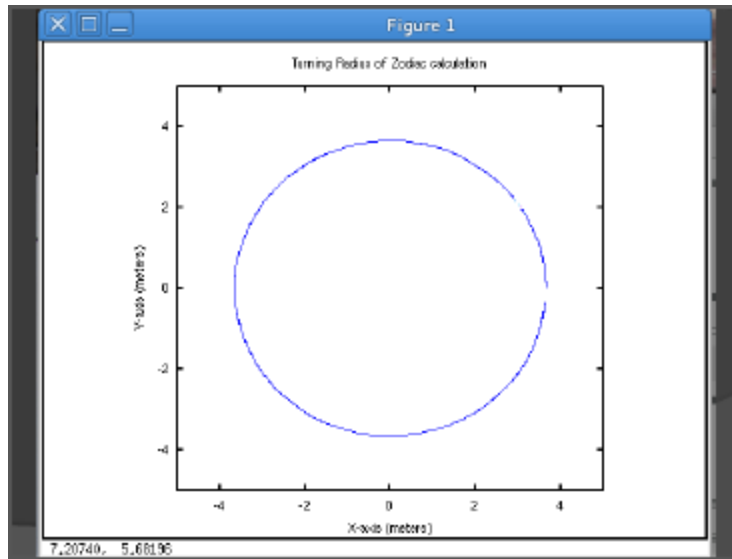 Figure 1
Turning Radius of Zodiac calculation
4
2
0
-2
-4
Y-axis (meters)
-4 -2 0 2 4
X-axis (meters)
7.20740, 5.68196